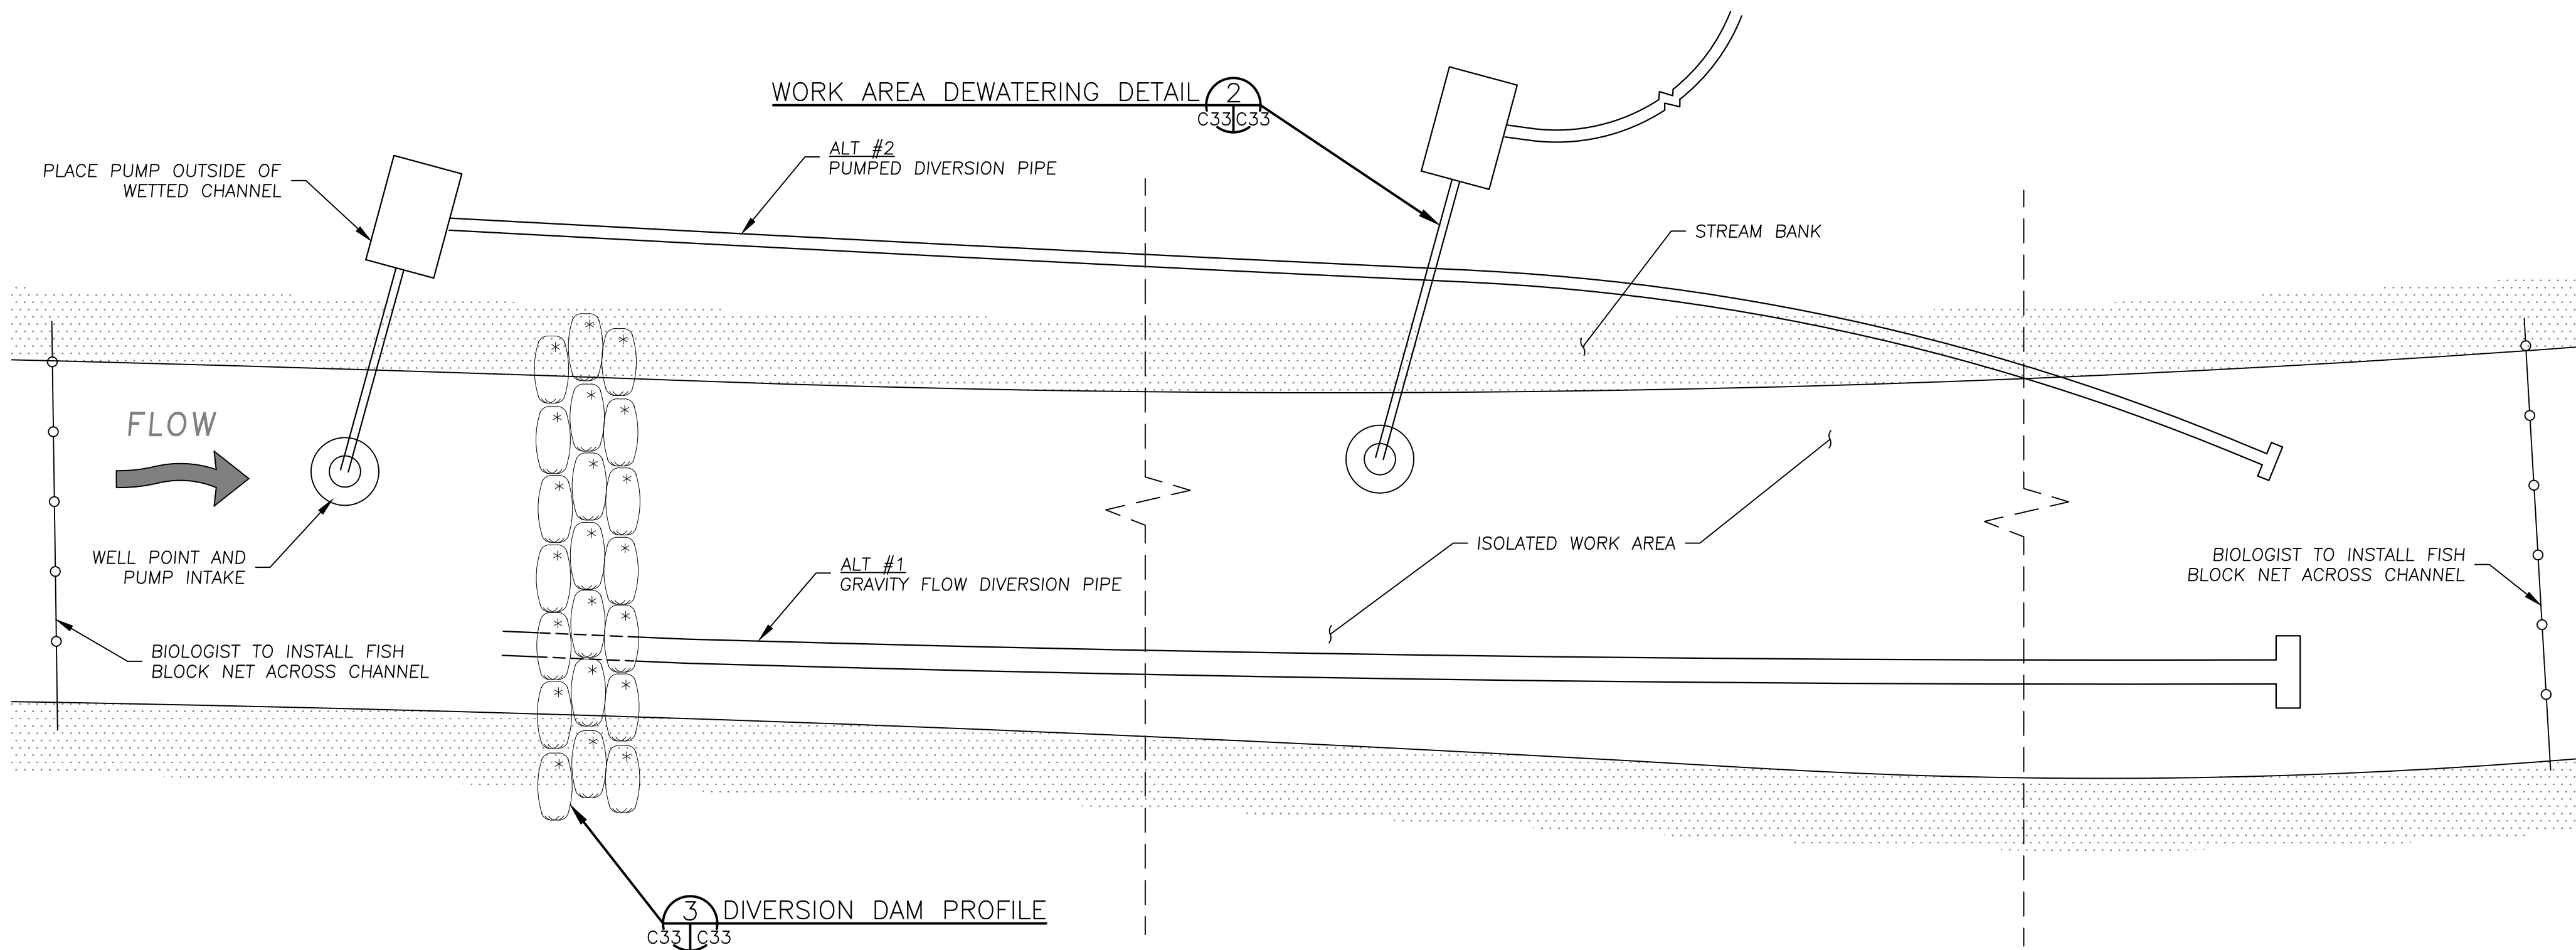 WORK AREA DEWATERING DETAIL
2
C33 C33
PLACE PUMP OUTSIDE OF
WETTED CHANNEL
ALT #2
PUMPED DIVERSION PIPE
STREAM BANK
FLOW
WELL POINT AND
PUMP INTAKE
BIOLOGIST TO INSTALL FISH
BLOCK NET ACROSS CHANNEL
ALT #1
GRAVITY FLOW DIVERSION PIPE
ISOLATED WORK AREA
BIOLOGIST TO INSTALL FISH
BLOCK NET ACROSS CHANNEL
3
C33 C33
DIVERSION DAM PROFILE